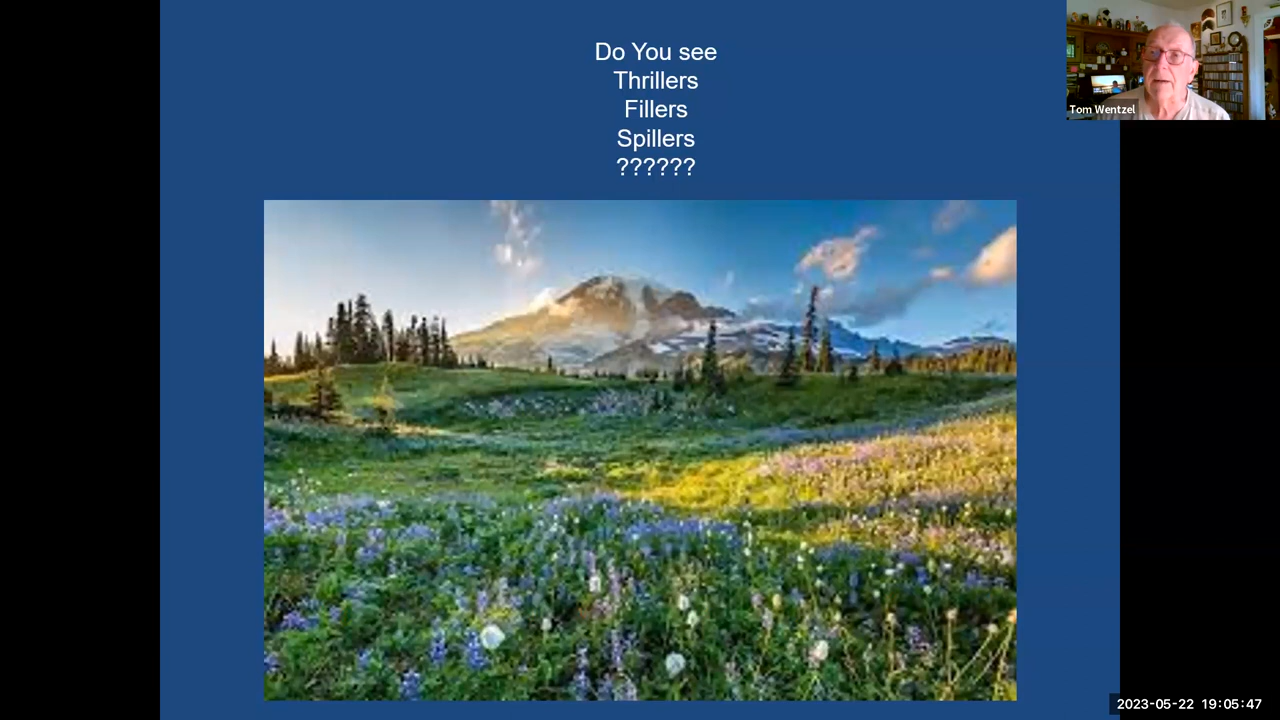 Do You see
Thrillers
Fillers
Spillers
??????
Tom Wentzel
2023-05-22 19:05:47